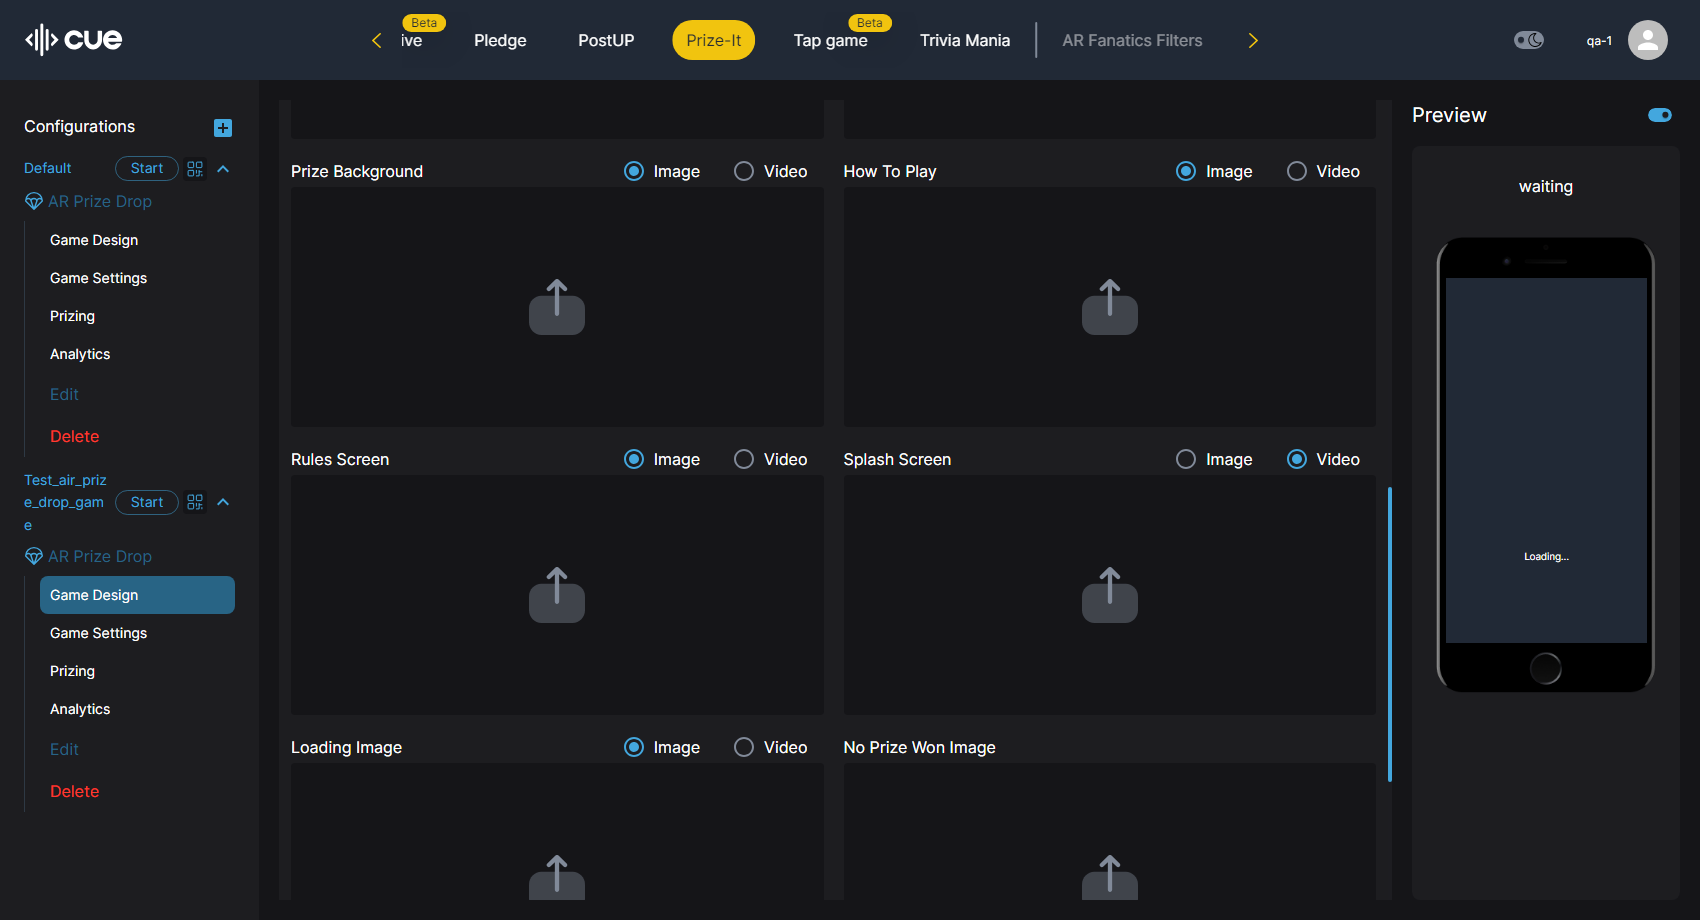 cue
ive
Beta
Pledge
PostUP
Prize-It
Tap game
Beta
Trivia Mania
AR Fanatics Filters
qa-1
Configurations
Default
Start
AR Prize Drop
Game Design
Game Settings
Prizing
Analytics
Edit
Delete
Test_air_priz
e_drop_gam
e
Start
AR Prize Drop
Game Design
Game Settings
Prizing
Analytics
Edit
Delete
Prize Background
Image
Video
How To Play
Image
Video
Rules Screen
Image
Video
Splash Screen
Image
Video
Loading Image
Image
Video
No Prize Won Image
Preview
waiting
Loading...